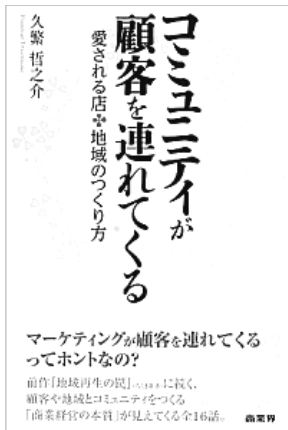 コミュニティが
顧客を連れてくる
愛される店✤地域のつくり方
久繁 哲之介
マーケティングが顧客を連れてくる
ってホントなの?
前作「地域再生の罠」に続く、
顧客や地域とコミュニティをつくる
「商業経営の本質」が見えてくる全16話。
商業界